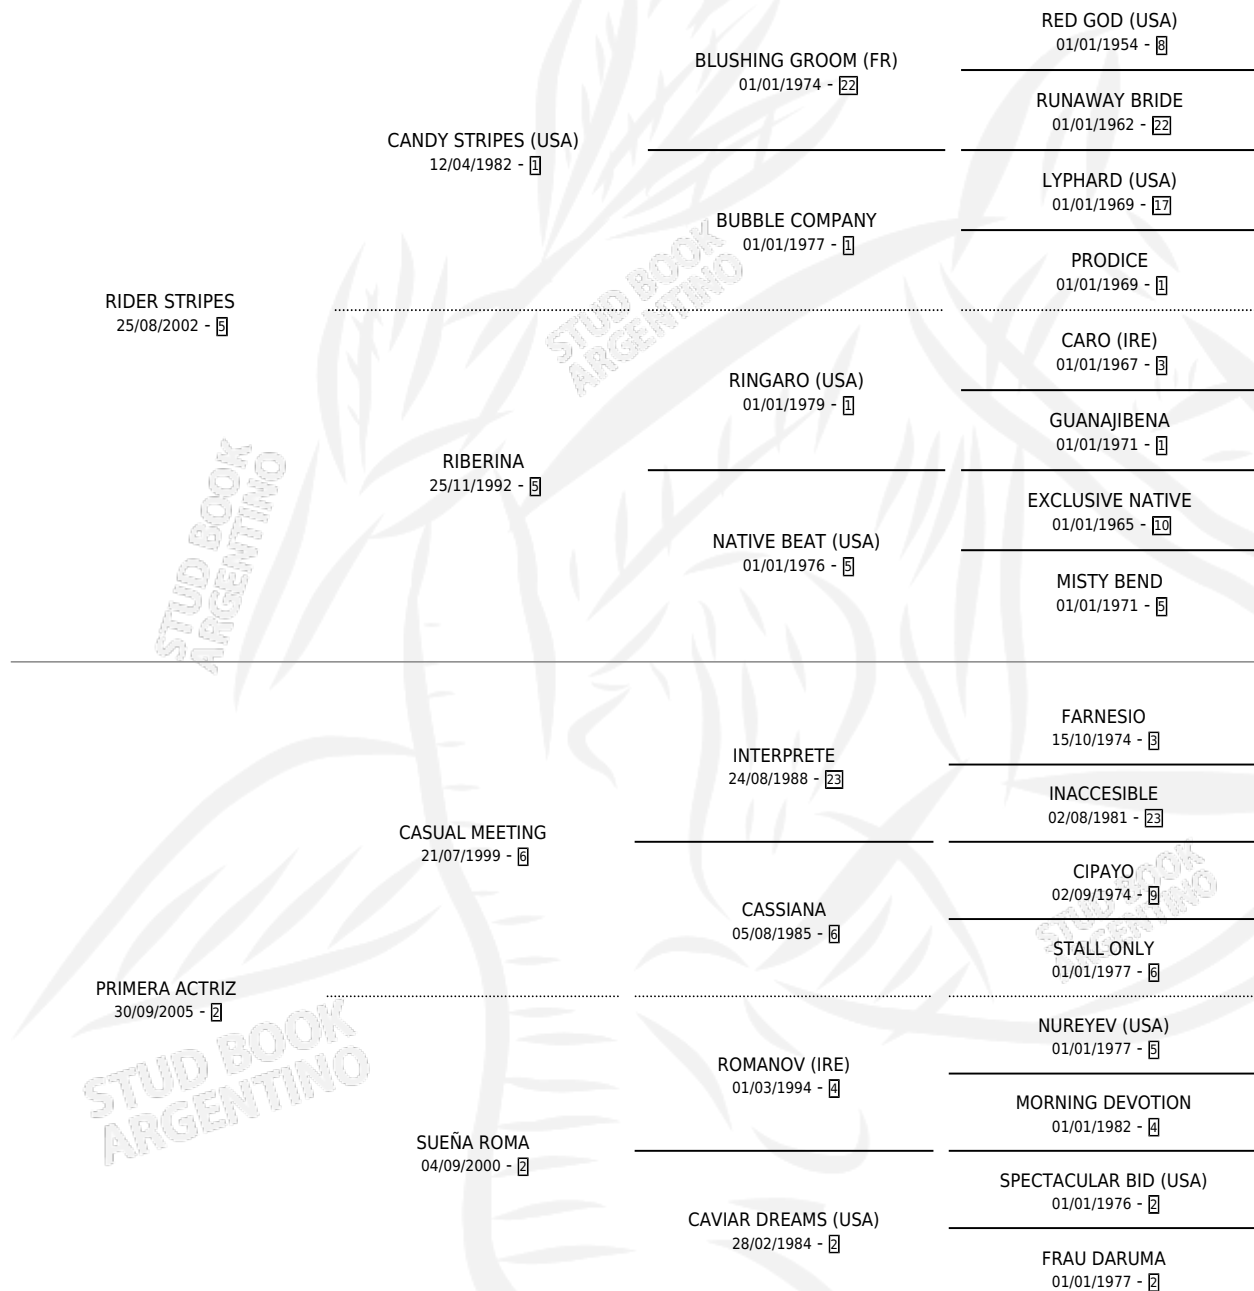 RED GOD (USA)
01/01/1954 - 8
BLUSHING GROOM (FR)
01/01/1974 - 22
RUNAWAY BRIDE
01/01/1962 - 22
CANDY STRIPES (USA)
12/04/1982 - 1
LYPHARD (USA)
01/01/1969 - 17
BUBBLE COMPANY
01/01/1977 - 1
PRODICE
01/01/1969 - 1
STUD BOOK
ARGENTINO
RIDER STRIPES
25/08/2002 - 5
CARO (IRE)
01/01/1967 - 3
RINGARO (USA)
01/01/1979 - 1
GUANAJIBENA
01/01/1971 - 1
RIBERINA
25/11/1992 - 5
EXCLUSIVE NATIVE
01/01/1965 - 10
NATIVE BEAT (USA)
01/01/1976 - 5
MISTY BEND
01/01/1971 - 5
STUD BOOK
ARGENTINO
FARNESIO
15/10/1974 - 3
INTERPRETE
24/08/1988 - 23
INACCESIBLE
02/08/1981 - 23
CASUAL MEETING
21/07/1999 - 6
CIPAYO
02/09/1974 - 9
CASSIANA
05/08/1985 - 6
STALL ONLY
01/01/1977 - 6
STUD BOOK
ARGENTINO
PRIMERA ACTRIZ
30/09/2005 - 2
NUREYEV (USA)
01/01/1977 - 5
ROMANOV (IRE)
01/03/1994 - 4
MORNING DEVOTION
01/01/1982 - 4
STUD BOOK
ARGENTINO
SUEÑA ROMA
04/09/2000 - 2
SPECTACULAR BID (USA)
01/01/1976 - 2
CAVIAR DREAMS (USA)
28/02/1984 - 2
FRAU DARUMA
01/01/1977 - 2